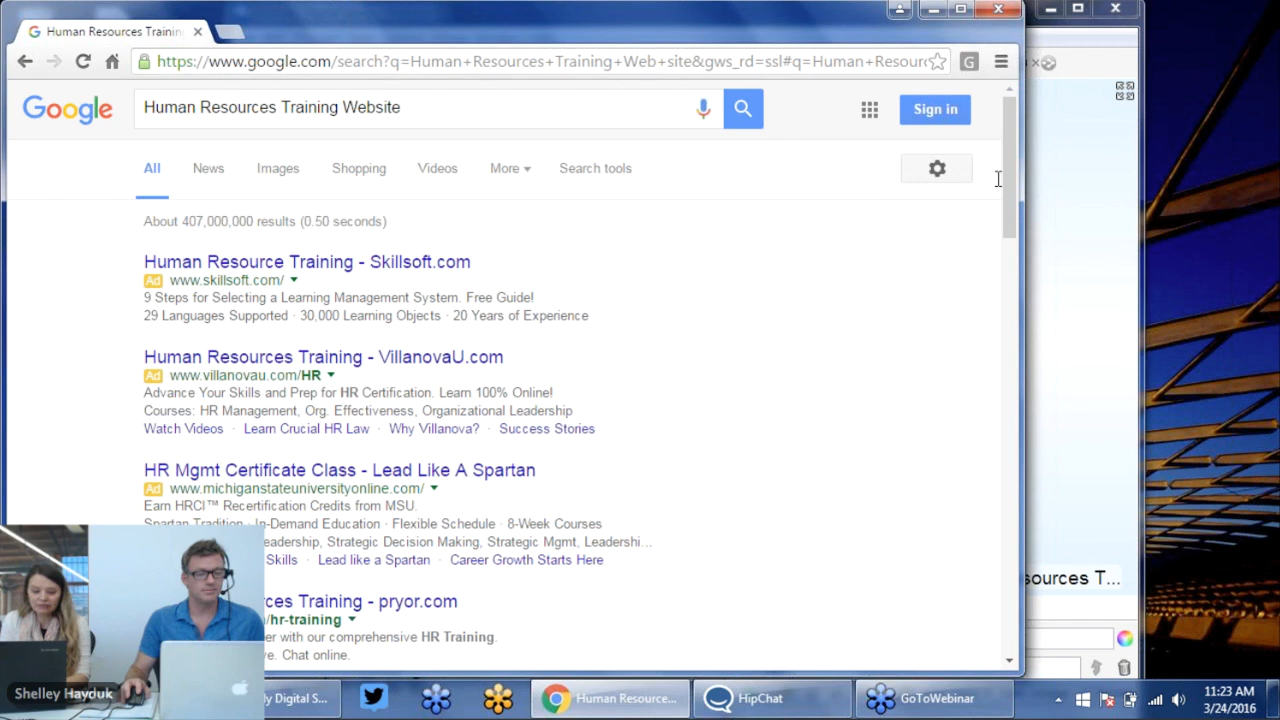 Human Resources Training
https://www.google.com/search?q=Human+Resources+Training+Web+site&gws_rd=ssl#q=Human+Resour
G
Google
Human Resources Training Website
Sign in
All
News
Images
Shopping
Videos
More
Search tools
About 407,000,000 results (0.50 seconds)
Human Resource Training - Skillsoft.com
Ad www.skillsoft.com/
9 Steps for Selecting a Learning Management System. Free Guide!
29 Languages Supported · 30,000 Learning Objects · 20 Years of Experience
Human Resources Training - VillanovaU.com
Ad www.villanovau.com/HR
Advance Your Skills and Prep for HR Certification. Learn 100% Online!
Courses: HR Management, Org. Effectiveness, Organizational Leadership
Watch Videos · Learn Crucial HR Law · Why Villanova? · Success Stories
HR Mgmt Certificate Class - Lead Like A Spartan
Ad www.michiganstateuniversityonline.com/
Earn HRCI™ Recertification Credits from MSU.
Spartan Tradition · In-Demand Education · Flexible Schedule · 8-Week Courses
eadership, Strategic Decision Making, Strategic Mgmt, Leadershi...
Skills · Lead like a Spartan · Career Growth Starts Here
ces Training - pryor.com
/hr-training
er with our comprehensive HR Training.
e. Chat online.
sources T...
Shelley Hayduk
ly Digital S...
Human Resource...
HipChat
GoToWebinar
11:23 AM
3/24/2016